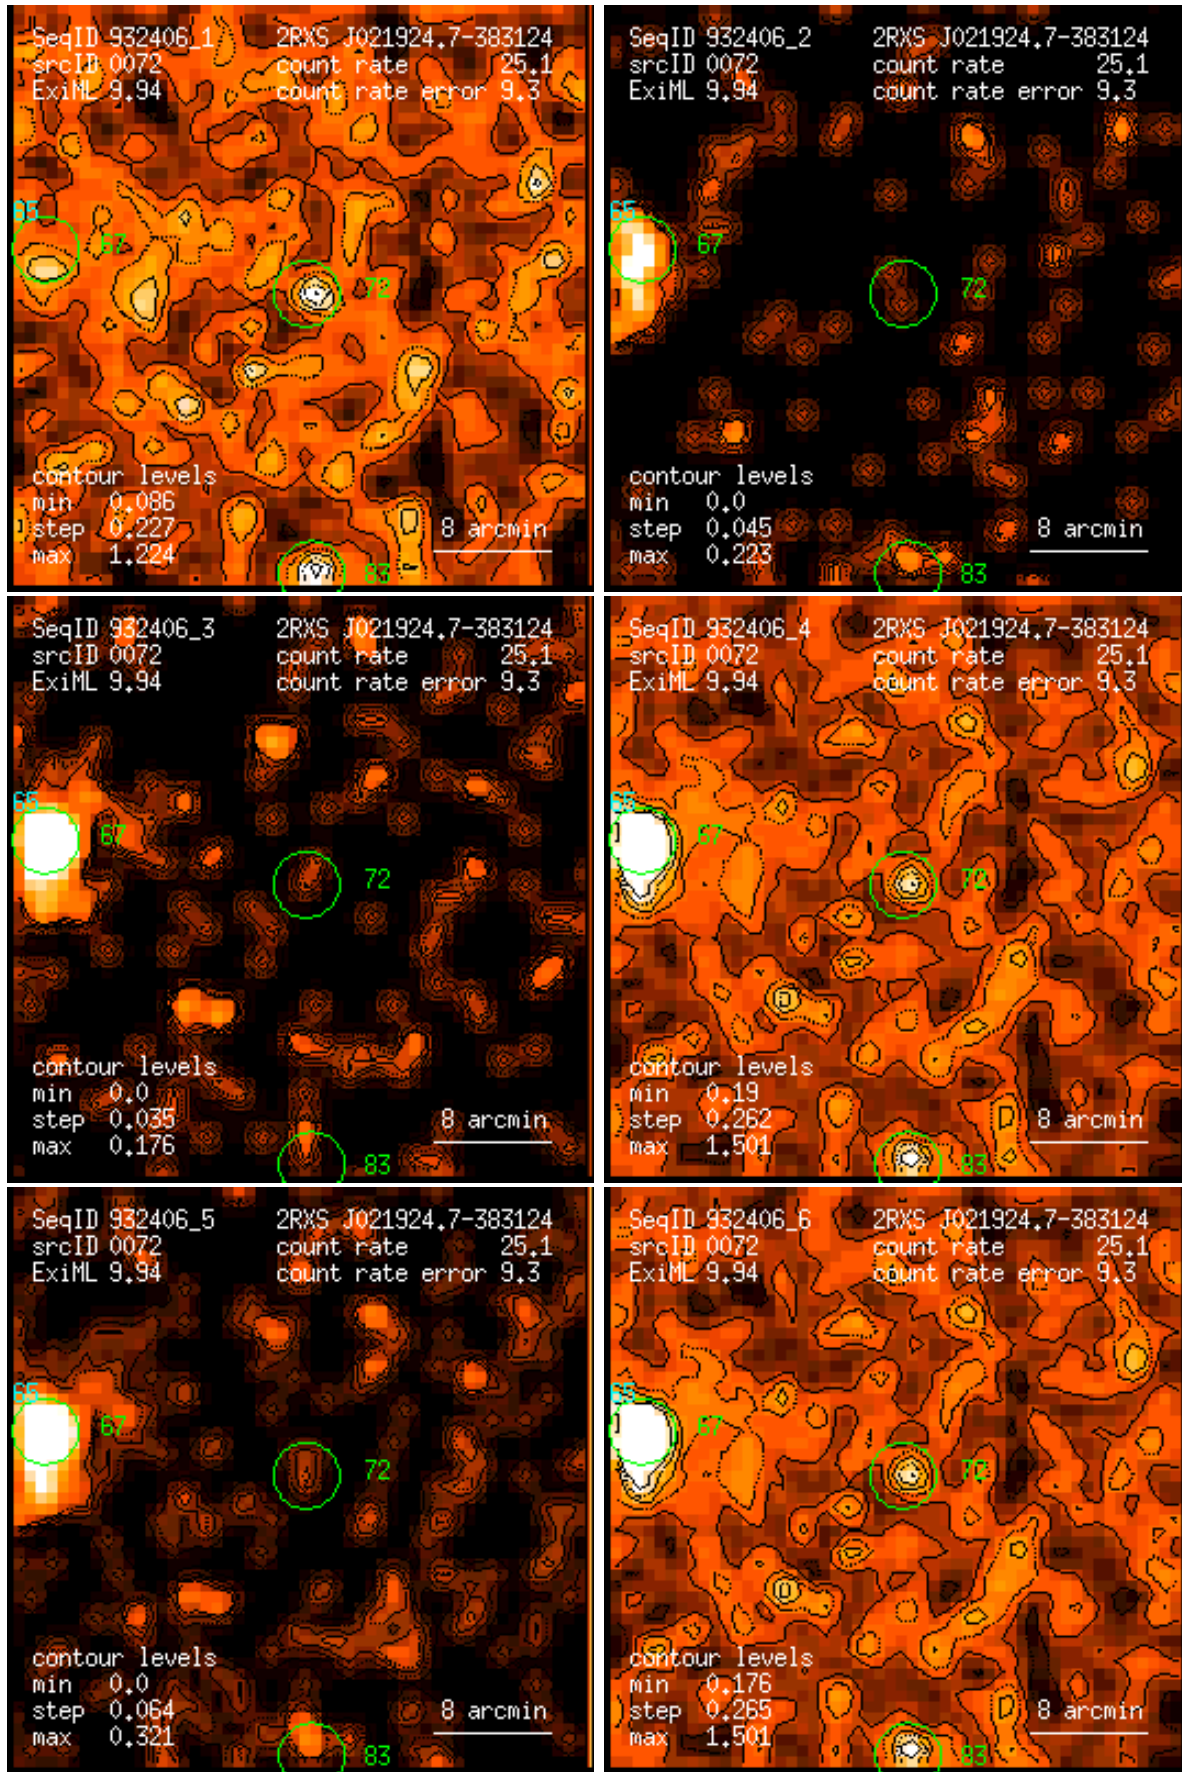 SeqID 932406_1 2RXS J021924.7-383124
srcID 0072 count rate 25.1
ExiML 9.94 count rate error 9.3
65
67
72
contour levels
min 0.086
step 0.227 8 arcmin
max 1.224
83
SeqID 932406_2 2RXS J021924.7-383124
srcID 0072 count rate 25.1
ExiML 9.94 count rate error 9.3
65
67
72
contour levels
min 0.0
step 0.045 8 arcmin
max 0.223
83
SeqID 932406_3 2RXS J021924.7-383124
srcID 0072 count rate 25.1
ExiML 9.94 count rate error 9.3
65
67
72
contour levels
min 0.0
step 0.035 8 arcmin
max 0.176
83
SeqID 932406_4 2RXS J021924.7-383124
srcID 0072 count rate 25.1
ExiML 9.94 count rate error 9.3
65
67
72
contour levels
min 0.19
step 0.262 8 arcmin
max 1.501
83
SeqID 932406_5 2RXS J021924.7-383124
srcID 0072 count rate 25.1
ExiML 9.94 count rate error 9.3
65
67
72
contour levels
min 0.0
step 0.064 8 arcmin
max 0.321
83
SeqID 932406_6 2RXS J021924.7-383124
srcID 0072 count rate 25.1
ExiML 9.94 count rate error 9.3
65
67
72
contour levels
min 0.176
step 0.265 8 arcmin
max 1.501
83